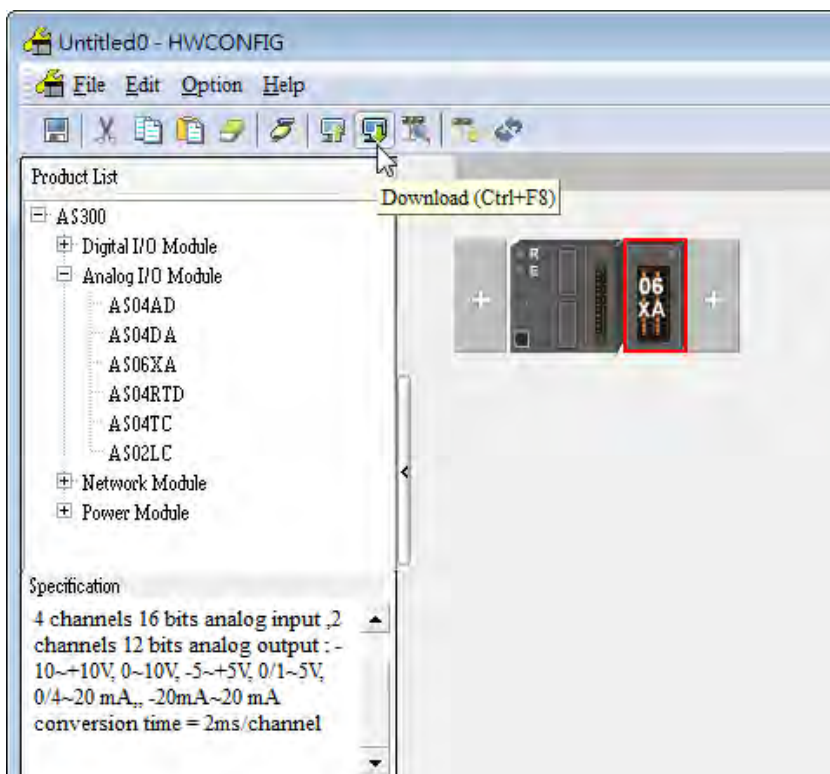 Untitled0 - HWCONFIG
File Edit Option Help
Product List
Download (Ctrl+F8)
AS300
Digital I/O Module
Analog I/O Module
AS04AD
AS04DA
AS06XA
AS04RTD
AS04TC
AS02LC
Network Module
Power Module
R
E
06
XA
Specification
4 channels 16 bits analog input ,2
channels 12 bits analog output : -
10~+10V, 0~10V, -5~+5V, 0/1~5V,
0/4~20 mA,, -20mA~20 mA
conversion time = 2ms/channel